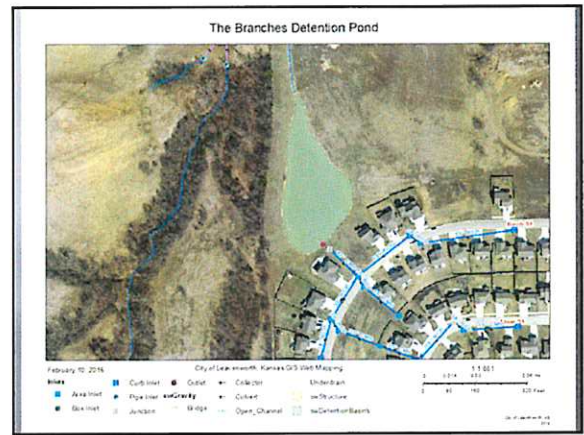 The Branches Detention Pond
February 10, 2016
City of Leavenworth, Kansas GIS Web Mapping
Inlets
Area Inlet
Box Inlet
Curb Inlet
Pipe Inlet
Junction
Outlet
swGravity
Bridge
Collector
Culvert
Open_Channel
Underdrain
swStructure
swDetentionBasins